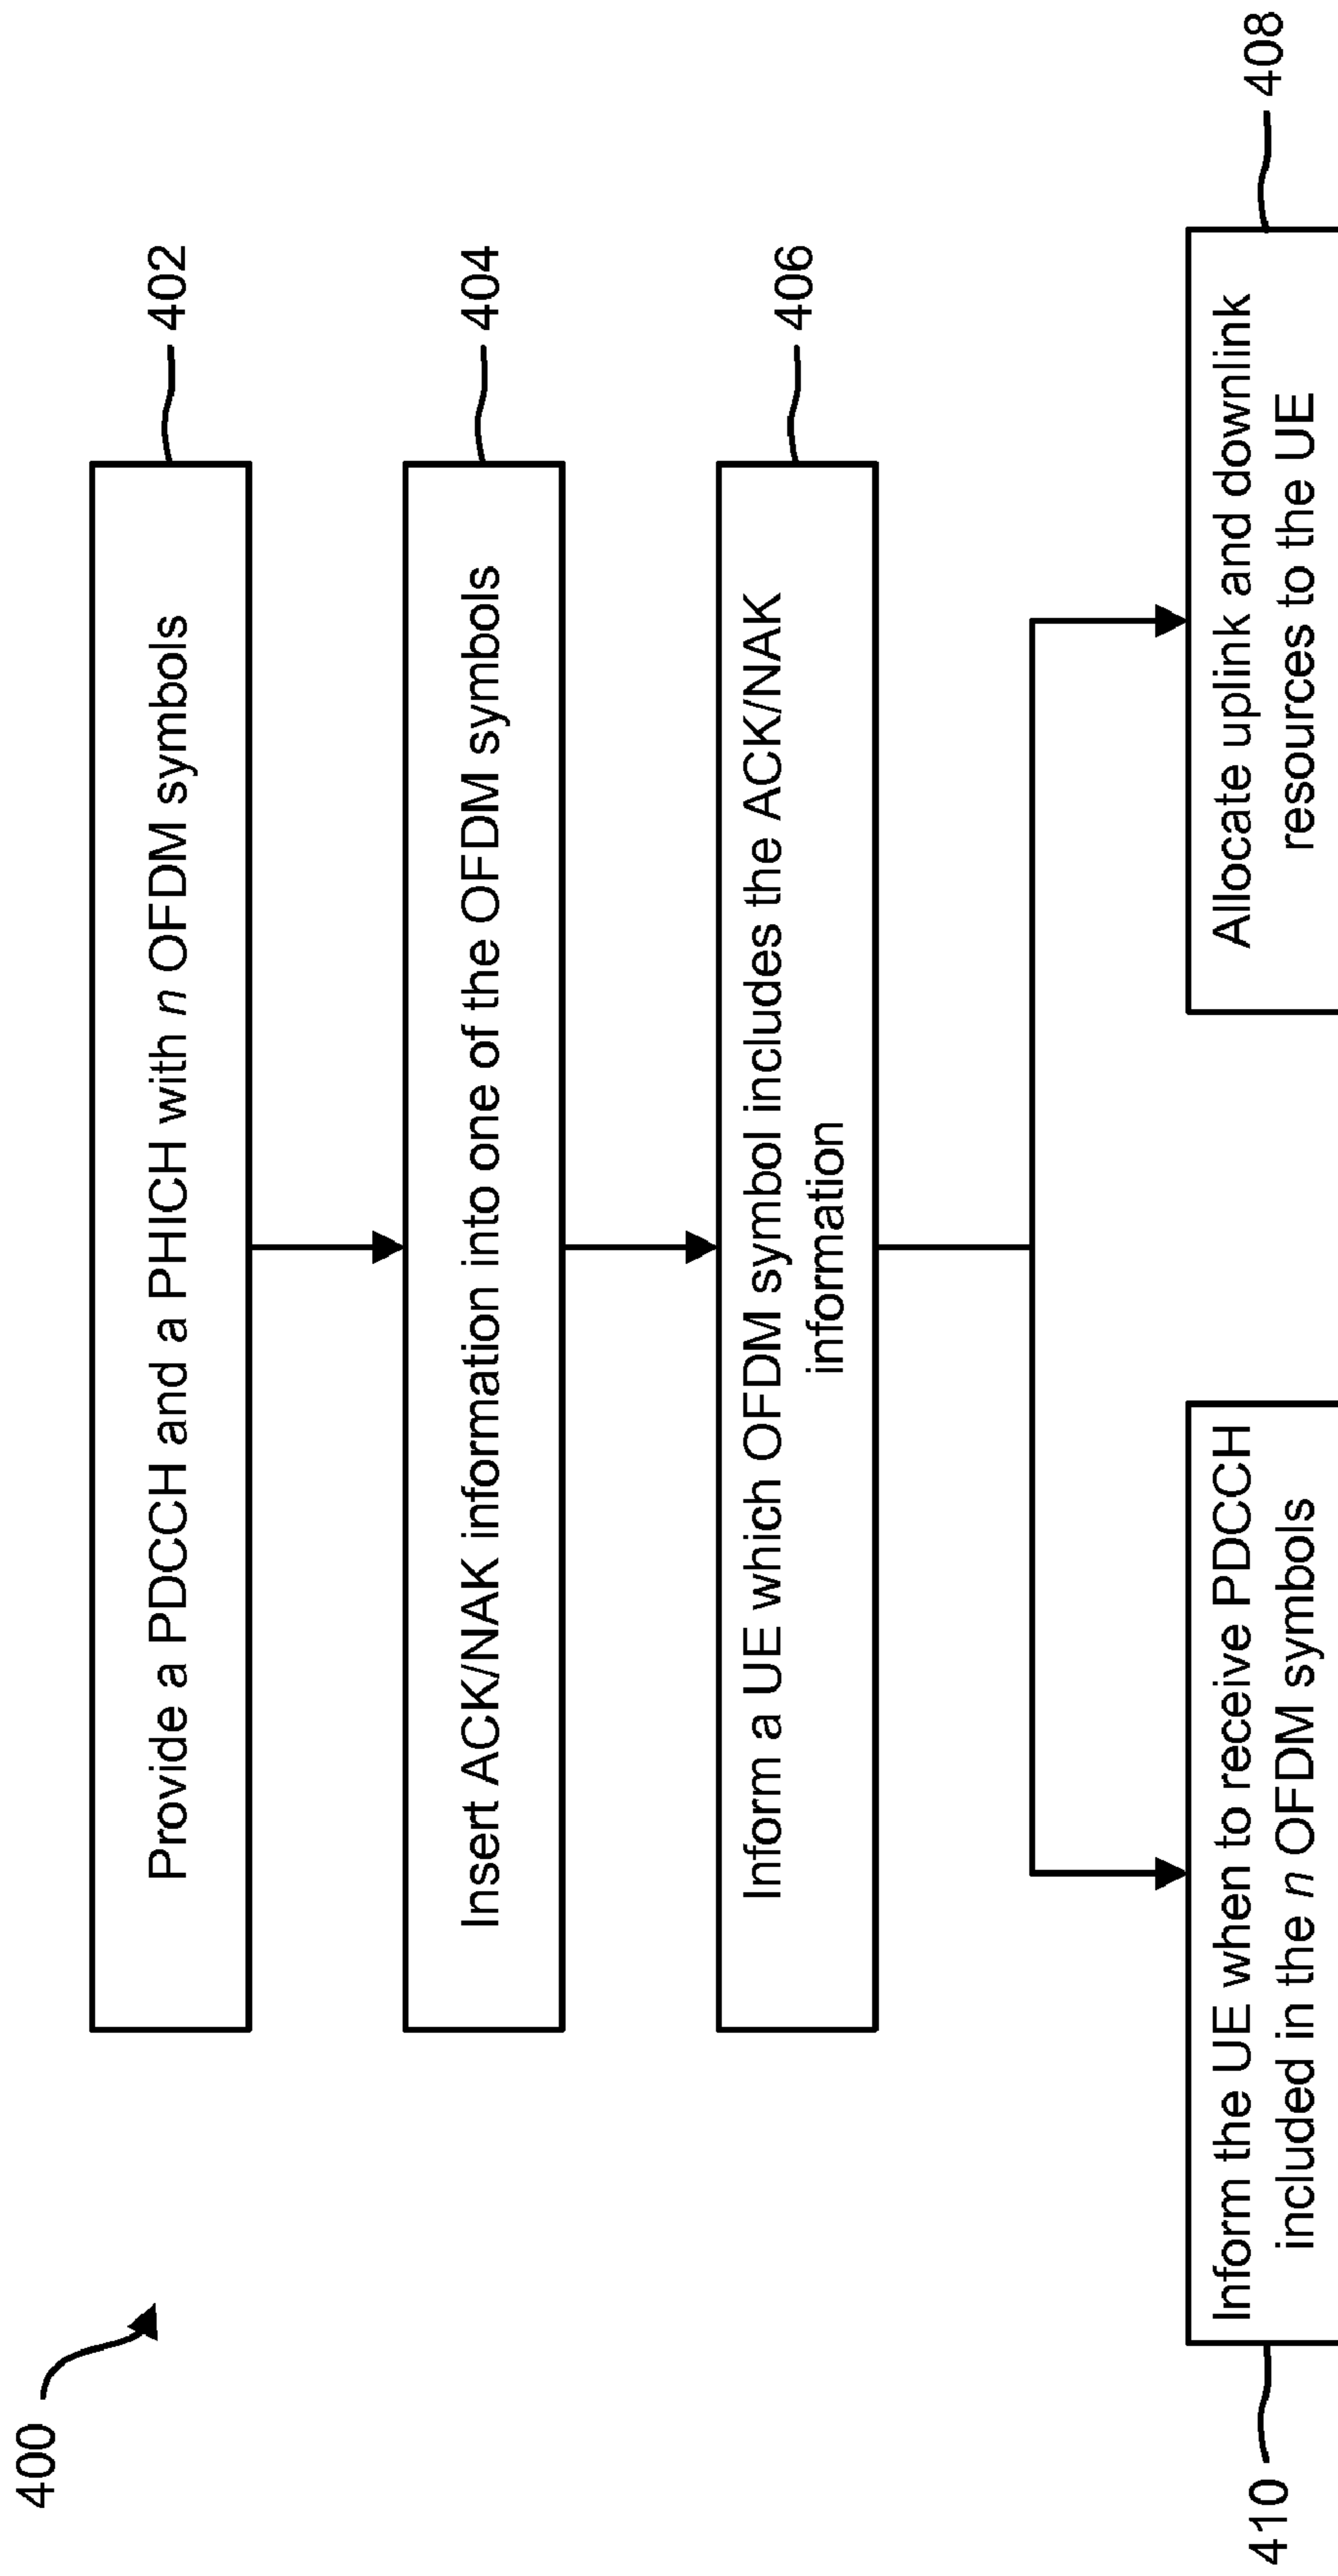 400
Provide a PDCCH and a PHICH with n OFDM symbols
402
Insert ACK/NAK information into one of the OFDM symbols
404
Inform a UE which OFDM symbol includes the ACK/NAK
information
406
410
Inform the UE when to receive PDCCH
included in the n OFDM symbols
Allocate uplink and downlink
resources to the UE
408